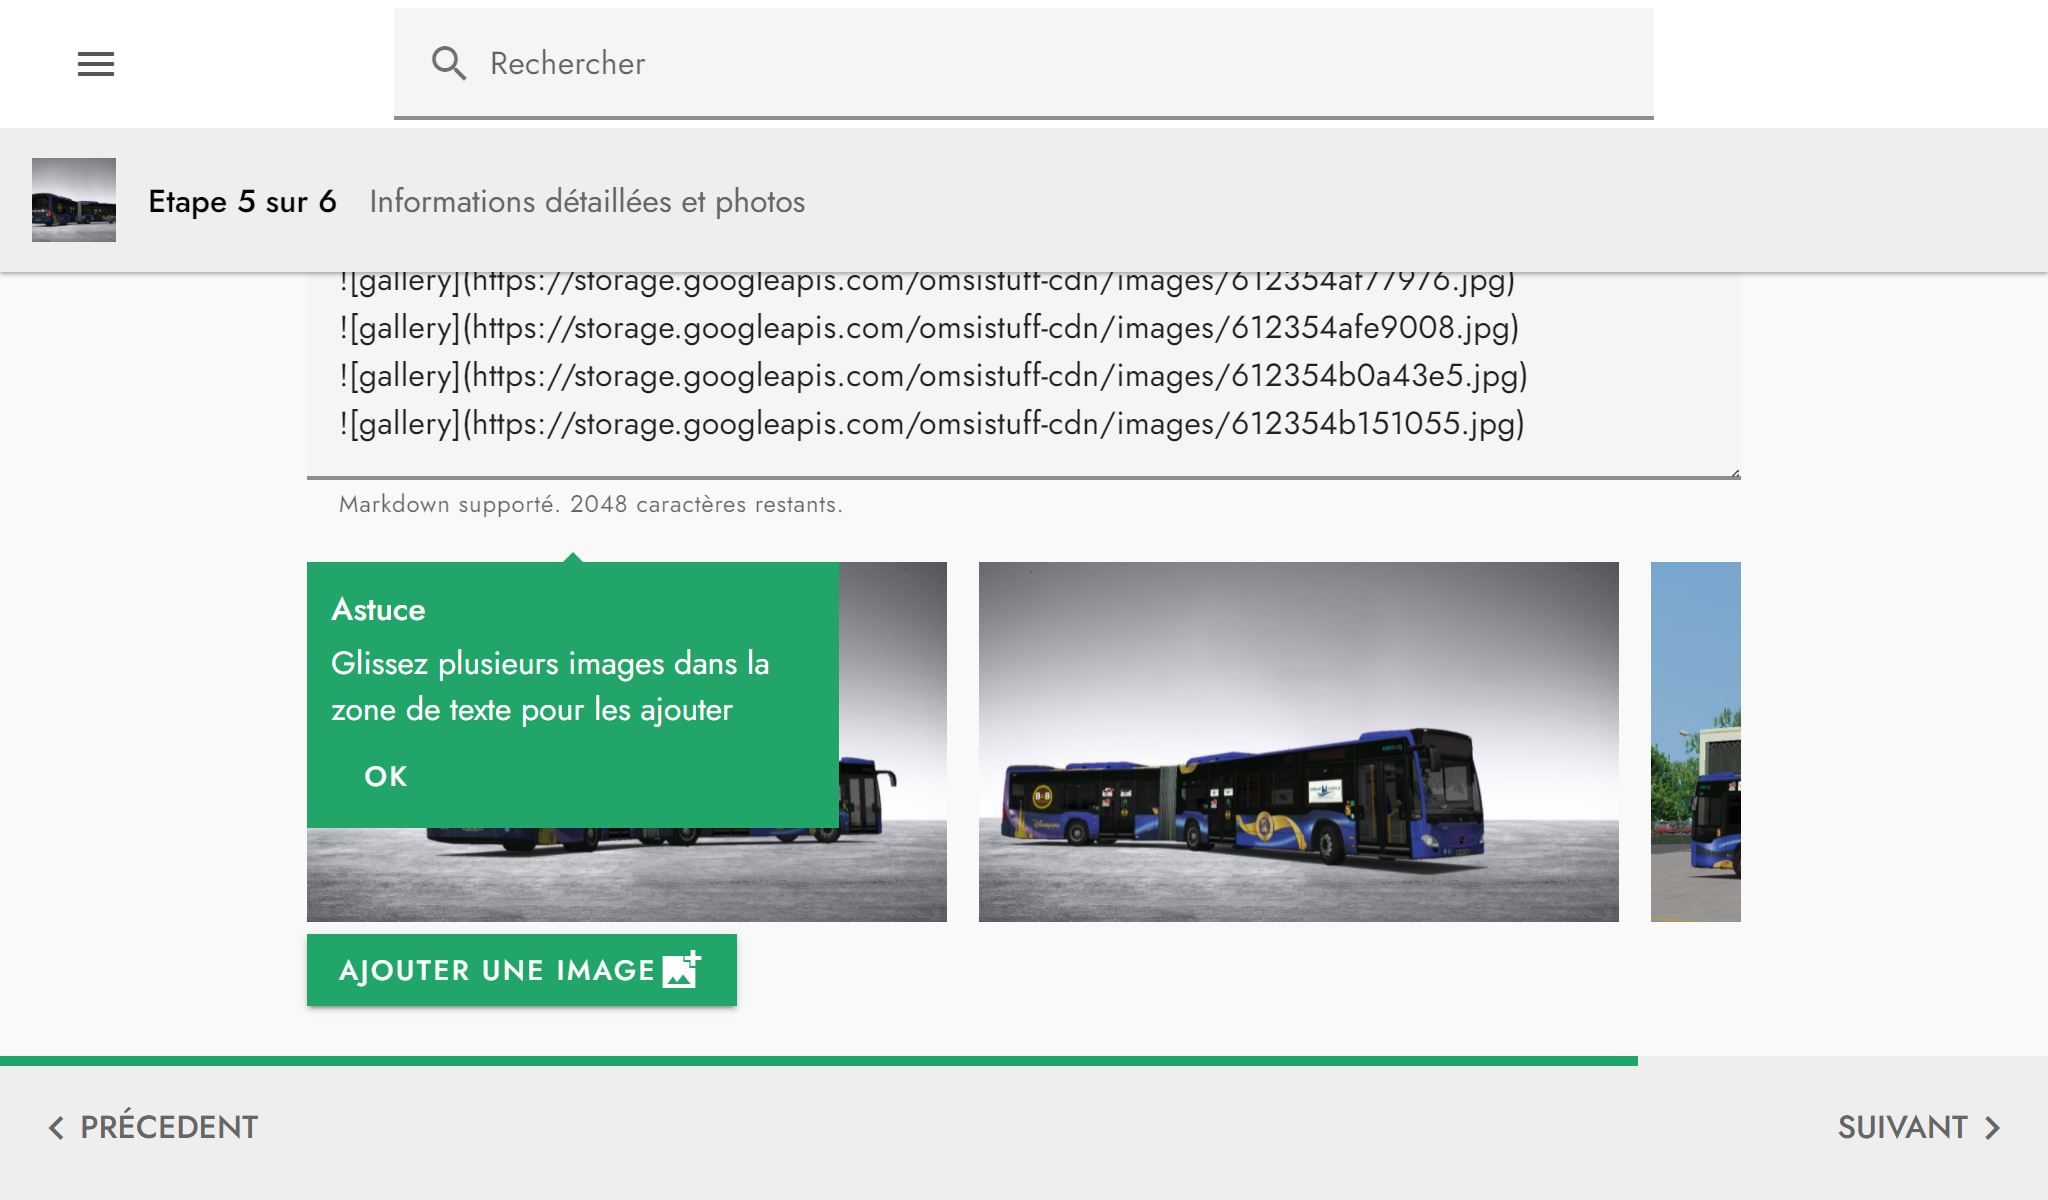 Rechercher
Etape 5 sur 6 Informations détaillées et photos
![gallery](https://storage.googleapis.com/omsistuff-cdn/images/612354af77976.jpg)
![gallery](https://storage.googleapis.com/omsistuff-cdn/images/612354afe9008.jpg)
![gallery](https://storage.googleapis.com/omsistuff-cdn/images/612354b0a43e5.jpg)
![gallery](https://storage.googleapis.com/omsistuff-cdn/images/612354b151055.jpg)
Markdown supporté. 2048 caractères restants.
Astuce
Glissez plusieurs images dans la
zone de texte pour les ajouter
OK
AJOUTER UNE IMAGE
PRÉCEDENT
SUIVANT